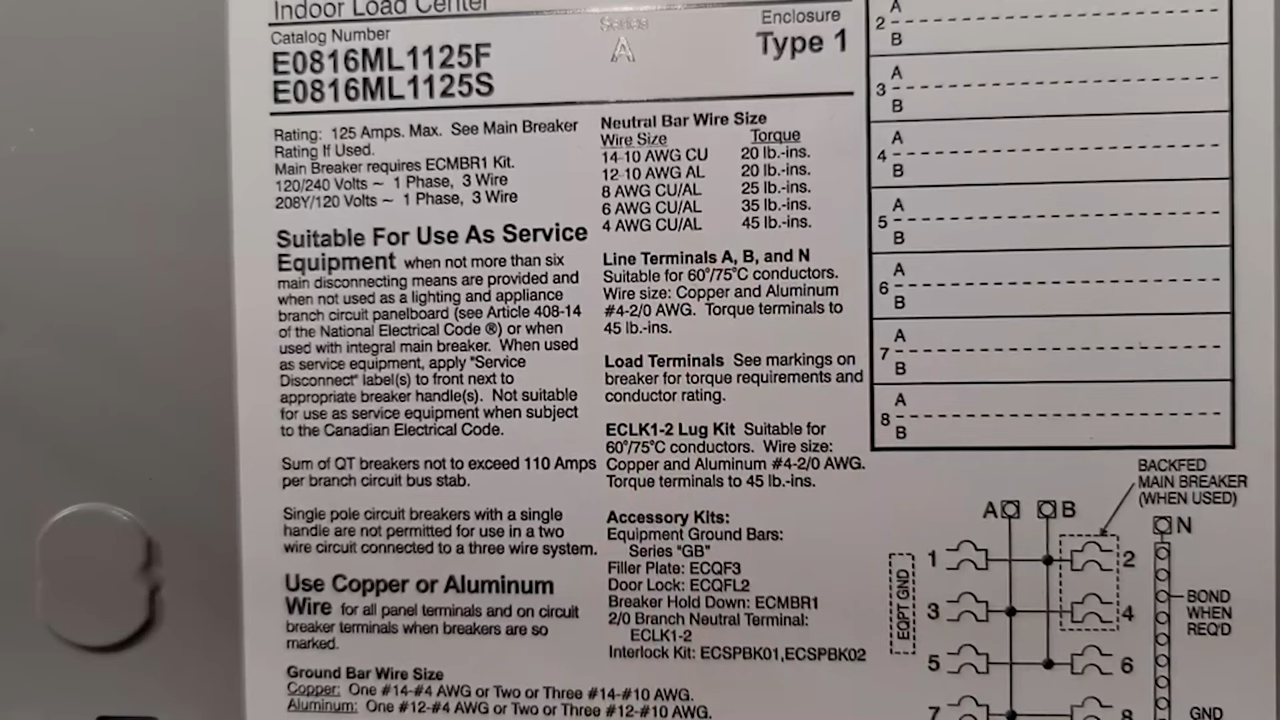 Indoor Load Center
Catalog Number
E0816ML1125F
E0816ML1125S
Series
A
Enclosure
Type 1
Rating: 125 Amps. Max. See Main Breaker
Rating If Used.
Main Breaker requires ECMBR1 Kit.
120/240 Volts ~ 1 Phase, 3 Wire
208Y/120 Volts ~ 1 Phase, 3 Wire
Suitable For Use As Service
Equipment when not more than six
main disconnecting means are provided and
when not used as a lighting and appliance
branch circuit panelboard (see Article 408-14
of the National Electrical Code ®) or when
used with integral main breaker. When used
as service equipment, apply "Service
Disconnect" label(s) to front next to
appropriate breaker handle(s). Not suitable
for use as service equipment when subject
to the Canadian Electrical Code.
Sum of QT breakers not to exceed 110 Amps
per branch circuit bus stab.
Single pole circuit breakers with a single
handle are not permitted for use in a two
wire circuit connected to a three wire system.
Use Copper or Aluminum
Wire for all panel terminals and on circuit
breaker terminals when breakers are so
marked.
Ground Bar Wire Size
Copper: One #14-#4 AWG or Two or Three #14-#10 AWG.
Aluminum: One #12-#4 AWG or Two or Three #12-#10 AWG.
Neutral Bar Wire Size
Wire Size Torque
14-10 AWG CU 20 lb.-ins.
12-10 AWG AL 20 lb.-ins.
8 AWG CU/AL 25 lb.-ins.
6 AWG CU/AL 35 lb.-ins.
4 AWG CU/AL 45 lb.-ins.
Line Terminals A, B, and N
Suitable for 60°/75°C conductors.
Wire size: Copper and Aluminum
#4-2/0 AWG. Torque terminals to
45 lb.-ins.
Load Terminals See markings on
breaker for torque requirements and
conductor rating.
ECLK1-2 Lug Kit Suitable for
60°/75°C conductors. Wire size:
Copper and Aluminum #4-2/0 AWG.
Torque terminals to 45 lb.-ins.
Accessory Kits:
Equipment Ground Bars:
Series "GB"
Filler Plate: ECQF3
Door Lock: ECQFL2
Breaker Hold Down: ECMBR1
2/0 Branch Neutral Terminal:
ECLK1-2
Interlock Kit: ECSPBK01,ECSPBK02
2 A
B
3 A
B
4 A
B
5 A
B
6 A
B
7 A
B
8 A
B
BACKFED
MAIN BREAKER
(WHEN USED)
A B
N
1 2
3 4
5 6
7 8
EQPT GND
BOND
WHEN
REQ'D
GND